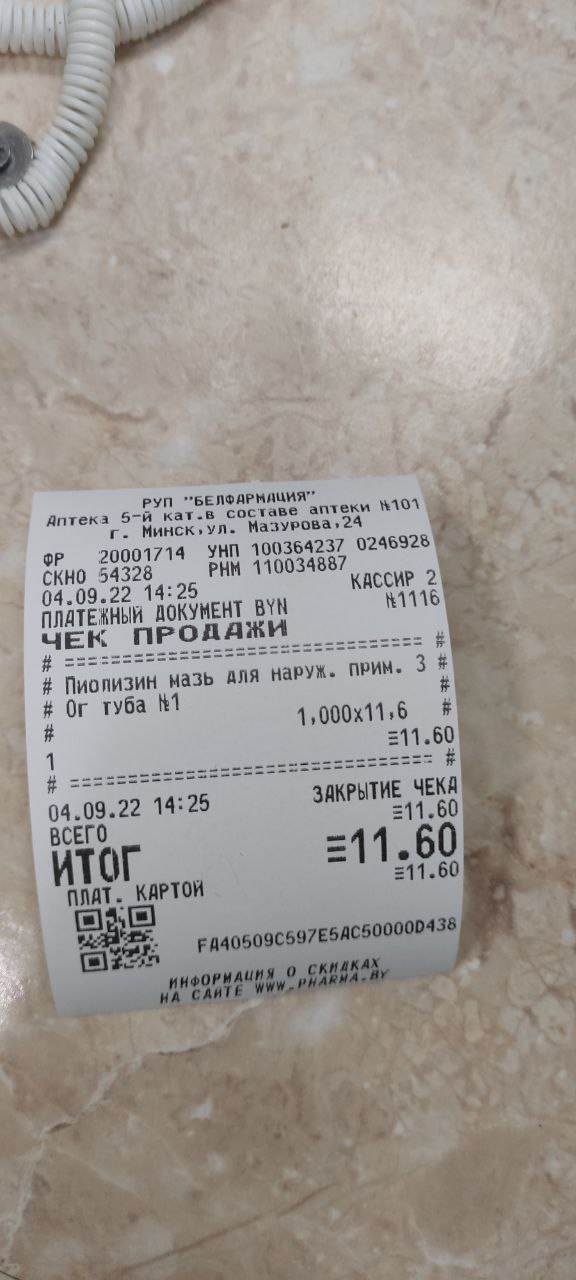 РУП "БЕЛФАРМАЦИЯ"
Аптека 5-й кат.в составе аптеки №101
г. Минск,ул. Мазурова,24
ФР 20001714 УНП 100364237 0246928
СКНО 54328 РНМ 110034887
04.09.22 14:25 КАССИР 2
ПЛАТЕЖНЫЙ ДОКУМЕНТ BYN №1116
ЧЕК ПРОДАЖИ
# ================================ #
# Пиолизин мазь для наруж. прим. 3 #
# 0г туба №1 #
# 1,000x11,6 #
1 ≡11.60
# ================================ #
04.09.22 14:25 ЗАКРЫТИЕ ЧЕКА
ВСЕГО ≡11.60
ИТОГ ≡11.60
ПЛАТ. КАРТОЙ ≡11.60
FA40509C597E5AC50000D438
ИНФОРМАЦИЯ О СКИДКАХ
НА САЙТЕ WWW.PHARMA.BY